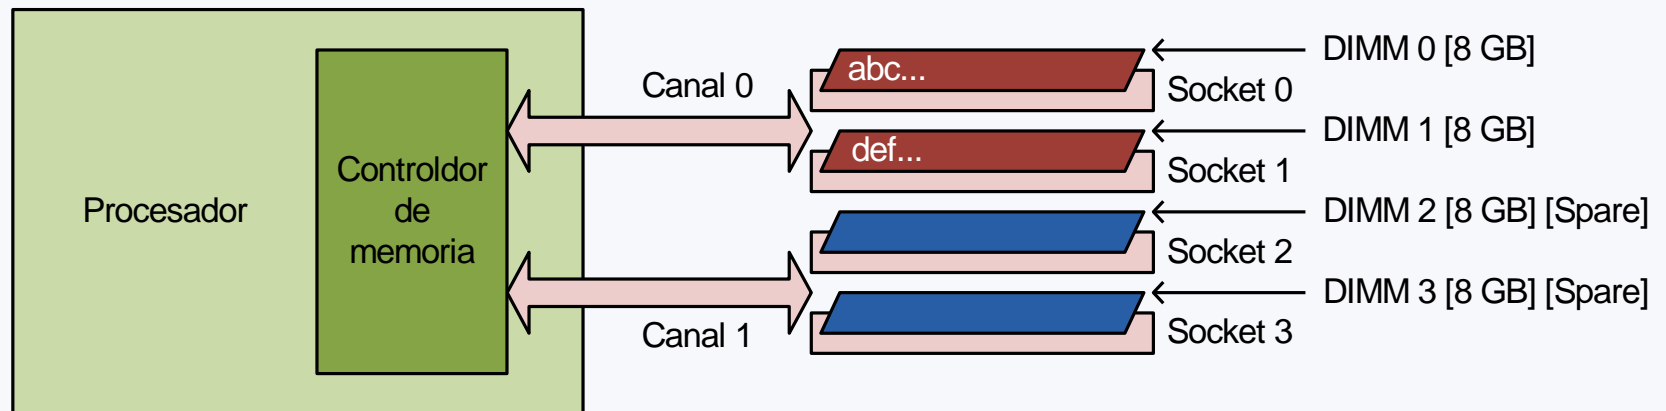 Procesador
Controldor
de
memoria
Canal 0
Canal 1
abc...
def...
DIMM 0 [8 GB]
Socket 0
DIMM 1 [8 GB]
Socket 1
DIMM 2 [8 GB] [Spare]
Socket 2
DIMM 3 [8 GB] [Spare]
Socket 3